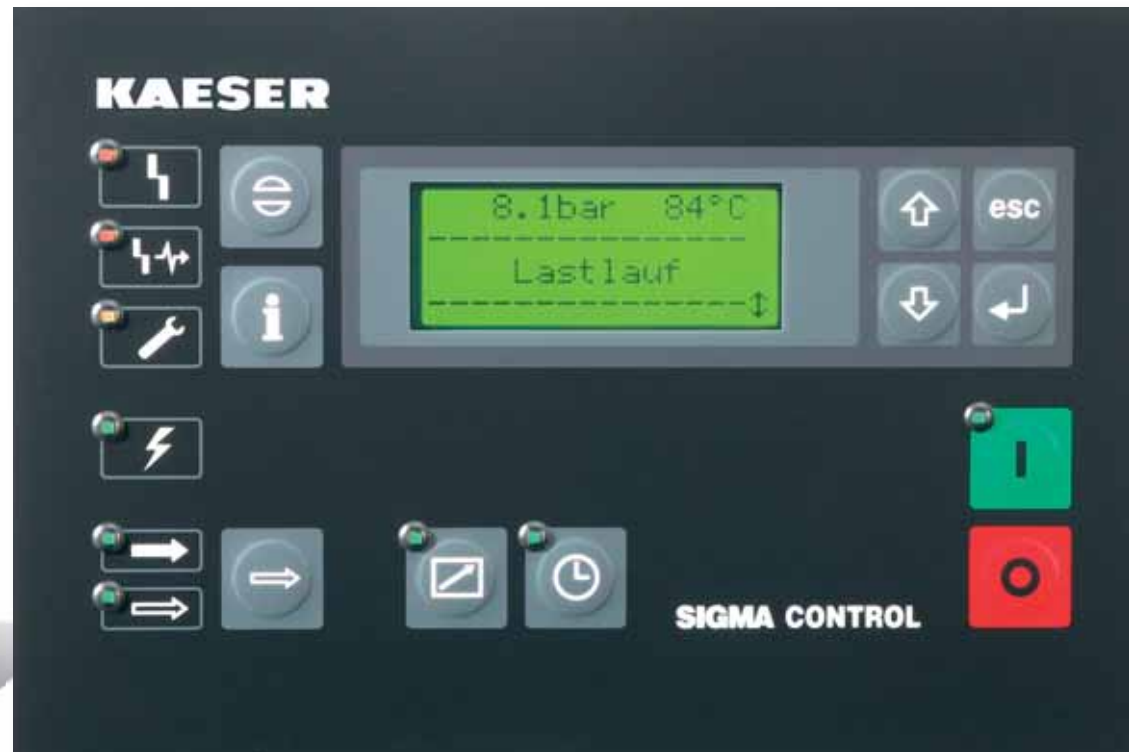 KAESER
8.1bar 84°C
Lastlauf
esc
i
I
O
SIGMA CONTROL